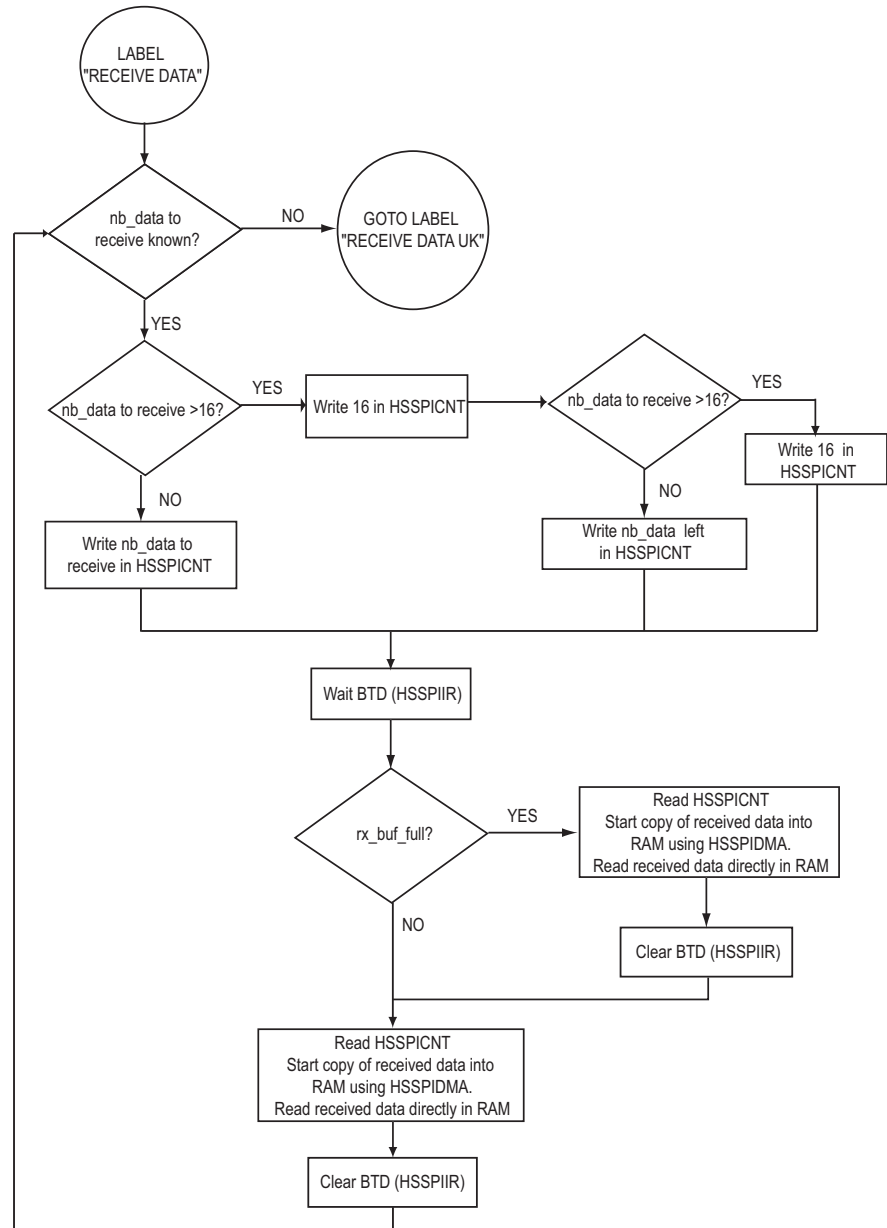 LABEL
"RECEIVE DATA"
nb_data to
receive known?
NO
GOTO LABEL
"RECEIVE DATA UK"
YES
nb_data to receive >16?
YES
Write 16 in HSSPICNT
nb_data to receive >16?
YES
Write 16 in
HSSPICNT
NO
Write nb_data to
receive in HSSPICNT
NO
Write nb_data left
in HSSPICNT
Wait BTD (HSSPIIR)
rx_buf_full?
YES
Read HSSPICNT
Start copy of received data into
RAM using HSSPIDMA.
Read received data directly in RAM
NO
Clear BTD (HSSPIIR)
Read HSSPICNT
Start copy of received data into
RAM using HSSPIDMA.
Read received data directly in RAM
Clear BTD (HSSPIIR)